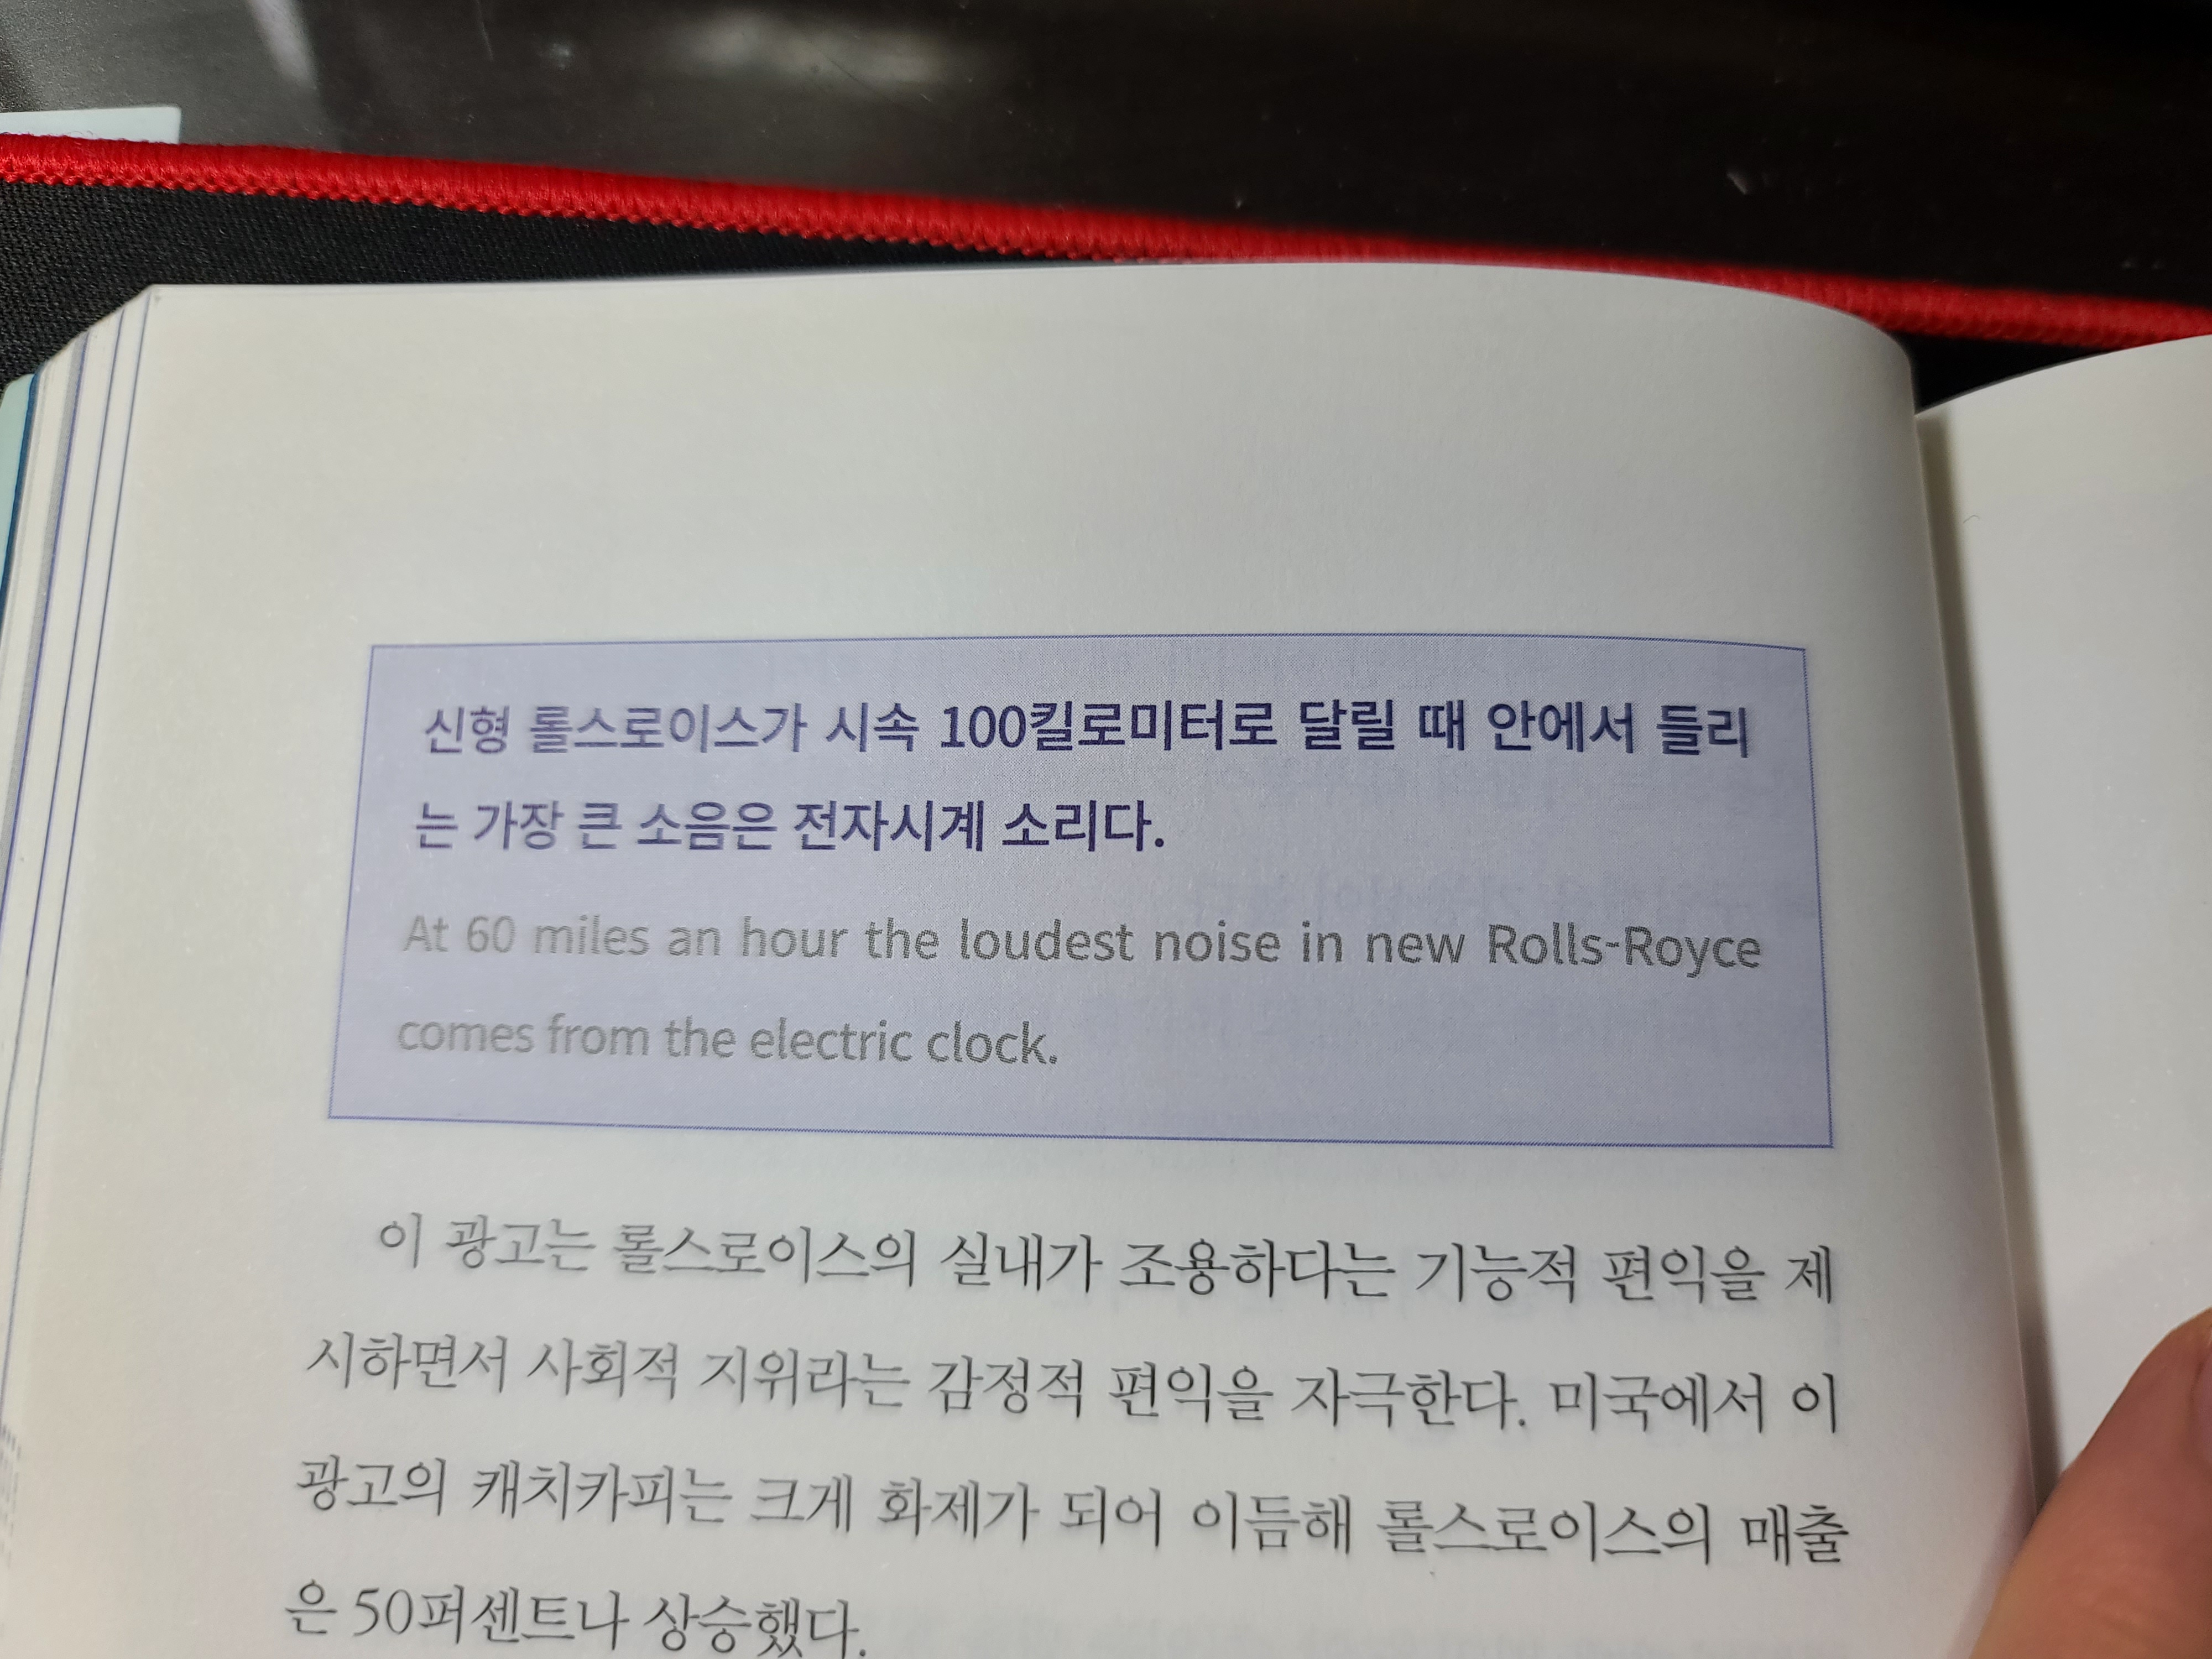 신형 롤스로이스가 시속 100킬로미터로 달릴 때 안에서 들리
는 가장 큰 소음은 전자시계 소리다.
At 60 miles an hour the loudest noise in new Rolls-Royce
comes from the electric clock.
이 광고는 롤스로이스의 실내가 조용하다는 기능적 편익을 제
시하면서 사회적 지위라는 감정적 편익을 자극한다. 미국에서 이
광고의 캐치카피는 크게 화제가 되어 이듬해 롤스로이스의 매출
은 50퍼센트나 상승했다.